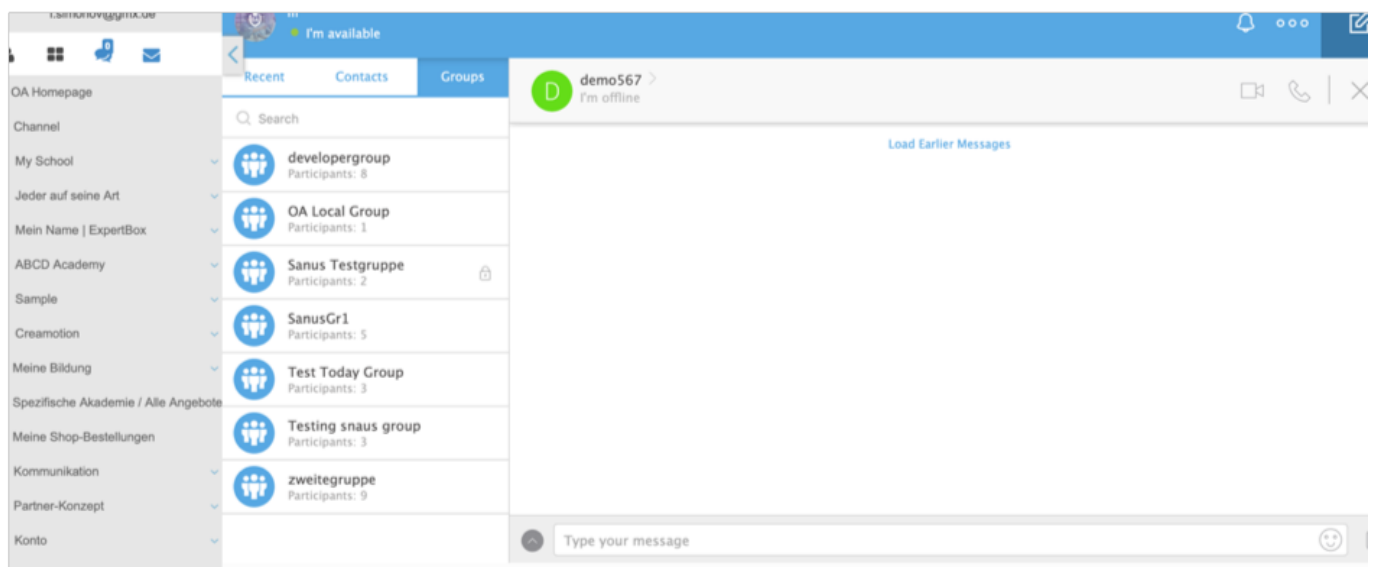 I'm available
OA Homepage
Channel
My School
Jeder auf seine Art
Mein Name | ExpertBox
ABCD Academy
Sample
Creamotion
Meine Bildung
Spezifische Akademie / Alle Angebote
Meine Shop-Bestellungen
Kommunikation
Partner-Konzept
Konto
Recent Contacts Groups
Search
developergroup
Participants: 8
OA Local Group
Participants: 1
Sanus Testgruppe
Participants: 2
SanusGr1
Participants: 5
Test Today Group
Participants: 3
Testing snaus group
Participants: 3
zweitegruppe
Participants: 9
D
demo567
I'm offline
Load Earlier Messages
Type your message